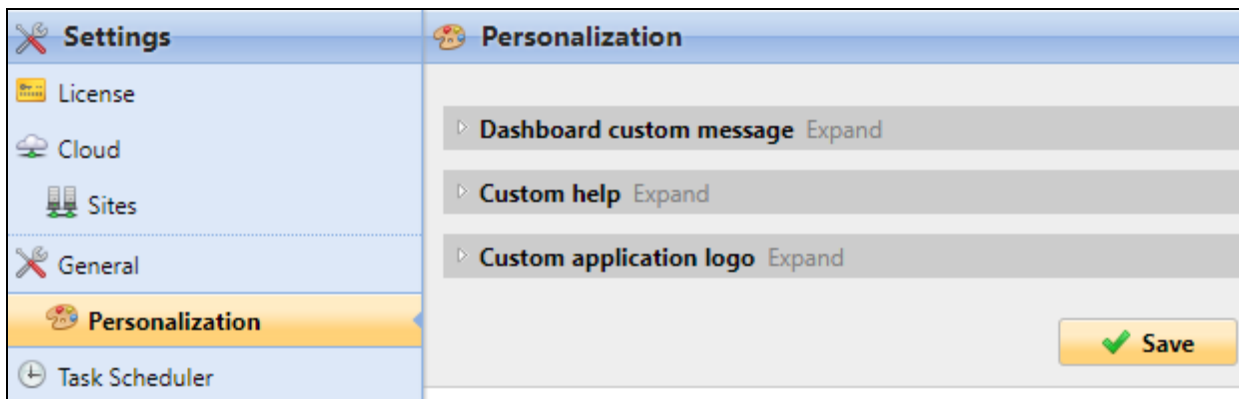 Settings
License
Cloud
Sites
General
Personalization
Task Scheduler
Personalization
Dashboard custom message Expand
Custom help Expand
Custom application logo Expand
Save